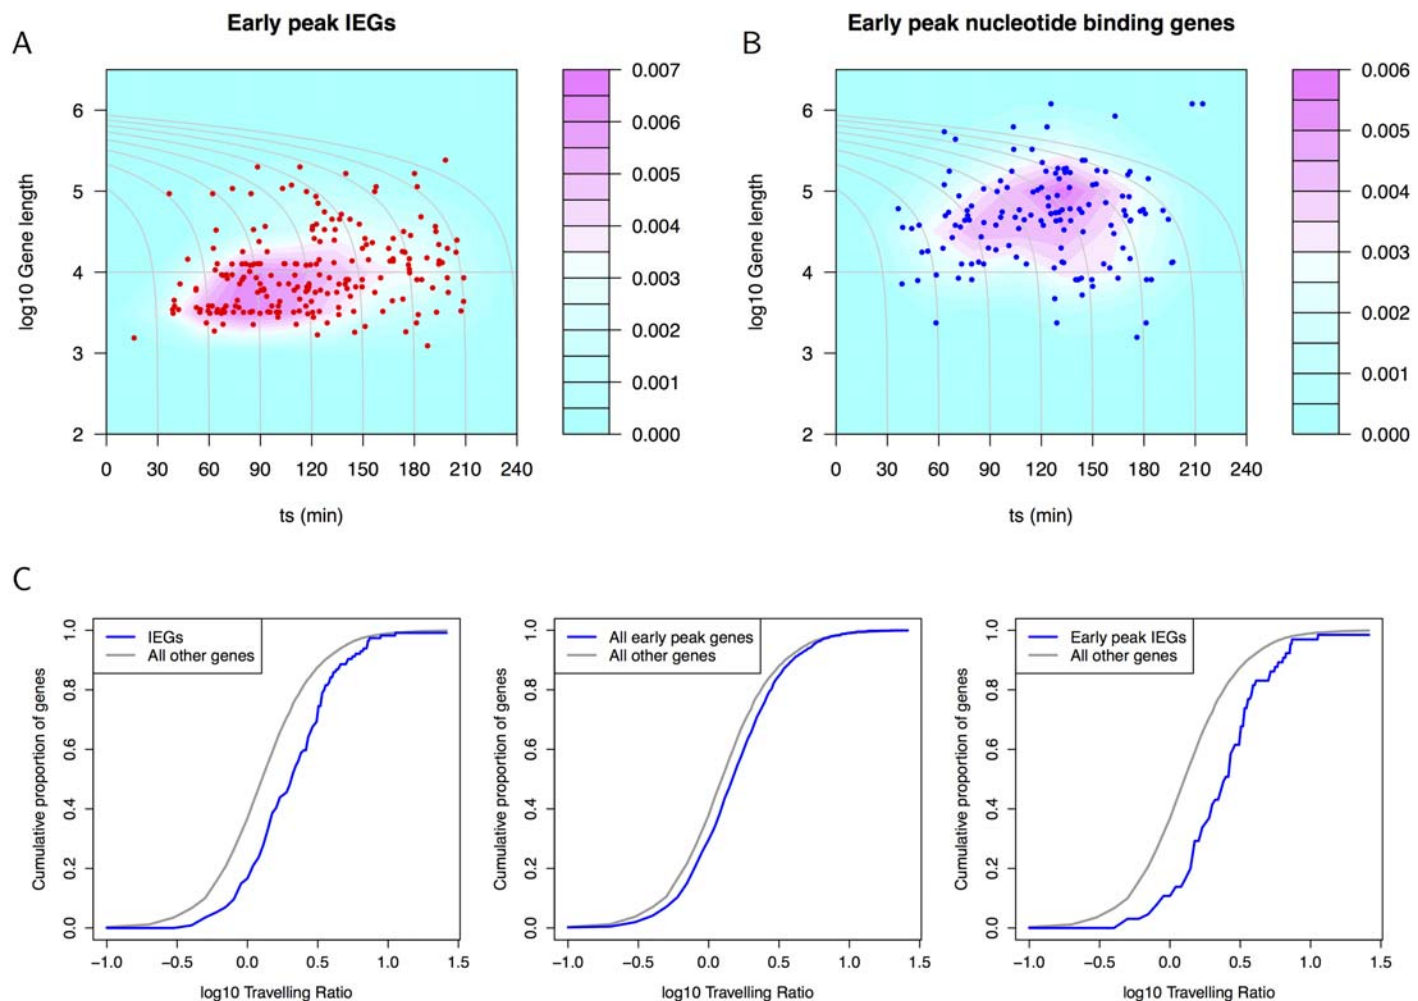 A
Early peak IEGs
log10 Gene length
6
5
4
3
2
0 30 60 90 120 150 180 210 240
ts (min)
0.007
0.006
0.005
0.004
0.003
0.002
0.001
0.000
B
Early peak nucleotide binding genes
log10 Gene length
6
5
4
3
2
0 30 60 90 120 150 180 210 240
ts (min)
0.006
0.005
0.004
0.003
0.002
0.001
0.000
C
IEGs
All other genes
Cumulative proportion of genes
1.0
0.8
0.6
0.4
0.2
0.0
−1.0 −0.5 0.0 0.5 1.0 1.5
log10 Travelling Ratio
All early peak genes
All other genes
Cumulative proportion of genes
1.0
0.8
0.6
0.4
0.2
0.0
−1.0 −0.5 0.0 0.5 1.0 1.5
log10 Travelling Ratio
Early peak IEGs
All other genes
Cumulative proportion of genes
1.0
0.8
0.6
0.4
0.2
0.0
−1.0 −0.5 0.0 0.5 1.0 1.5
log10 Travelling Ratio